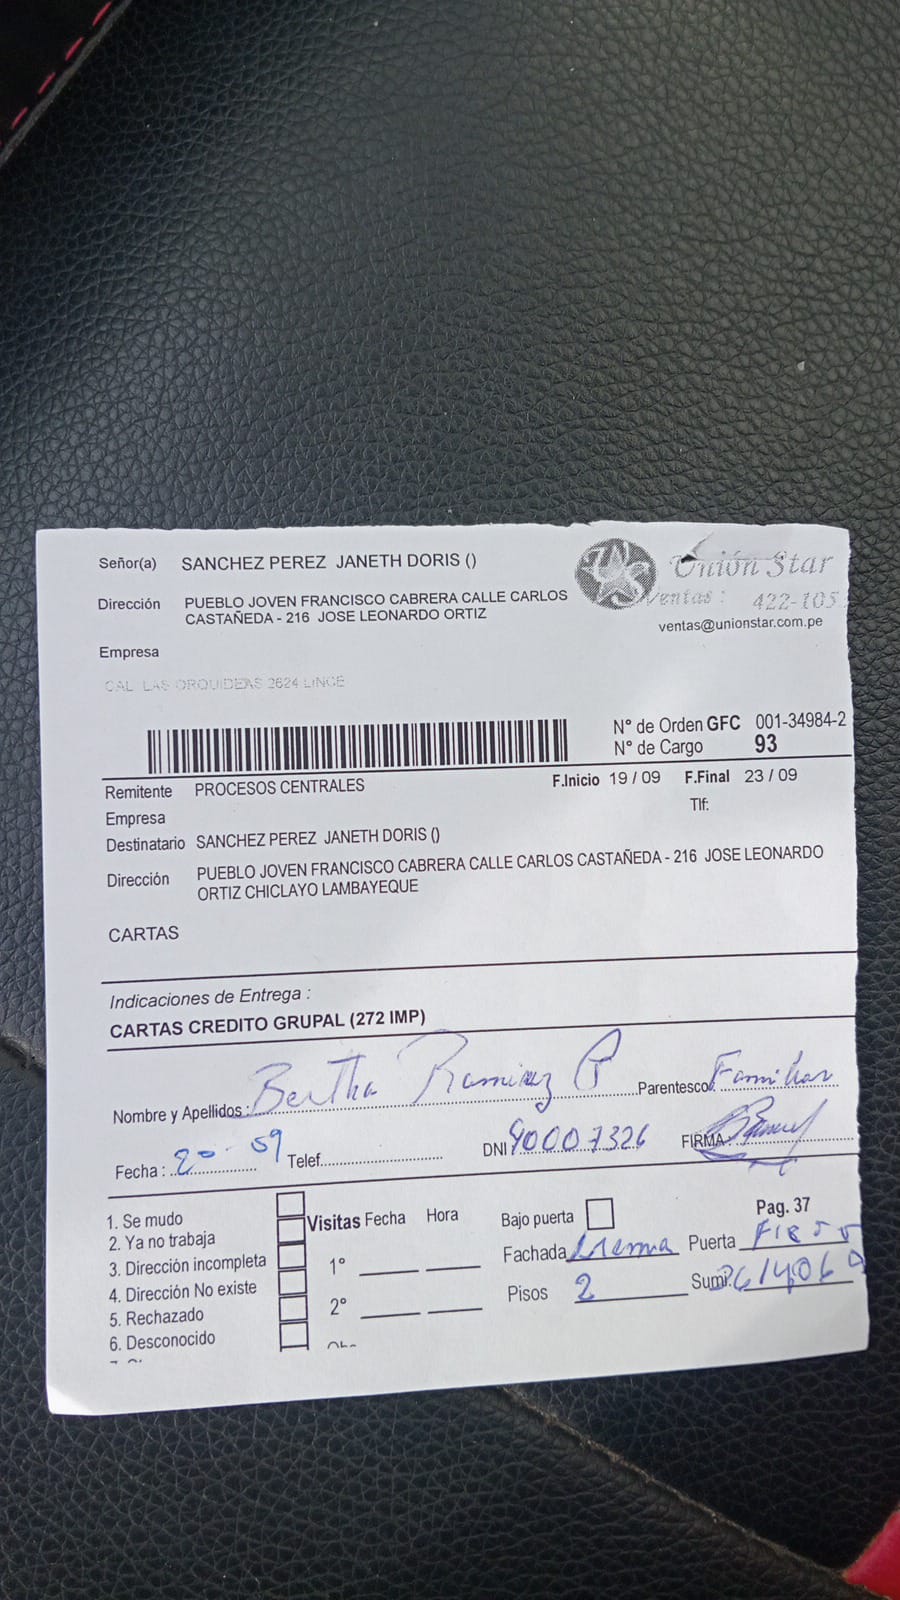 Señor(a) SANCHEZ PEREZ JANETH DORIS ()
Unión Star
Dirección PUEBLO JOVEN FRANCISCO CABRERA CALLE CARLOS
CASTAÑEDA - 216 JOSE LEONARDO ORTIZ
Ventas : 422-105
ventas@unionstar.com.pe
Empresa
CAL LAS ORQUIDEAS 2624 LINCE
N° de Orden GFC 001-34984-2
N° de Cargo 93
Remitente PROCESOS CENTRALES F.Inicio 19 / 09 F.Final 23 / 09
Empresa Tlf:
Destinatario SANCHEZ PEREZ JANETH DORIS ()
Dirección PUEBLO JOVEN FRANCISCO CABRERA CALLE CARLOS CASTAÑEDA - 216 JOSE LEONARDO
ORTIZ CHICLAYO LAMBAYEQUE
CARTAS
Indicaciones de Entrega :
CARTAS CREDITO GRUPAL (272 IMP)
Nombre y Apellidos : Bertha Ramirez P Parentesco: Familiar
Fecha : 20-09 Telef. DNI 40007326 FIRMA
1. Se mudo
2. Ya no trabaja
3. Dirección incompleta
4. Dirección No existe
5. Rechazado
6. Desconocido
Visitas Fecha Hora
1°
2°
Bajo puerta Pag. 37
Fachada Crema Puerta Fierro
Pisos 2 Sumi.